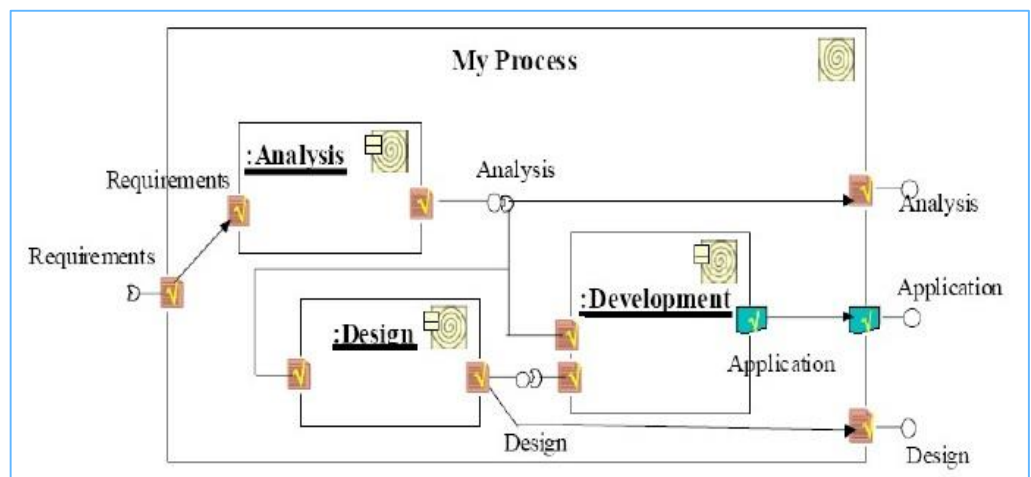 My Process
:Analysis
Requirements
Analysis
Analysis
Requirements
:Development
Application
:Design
Application
Design
Design